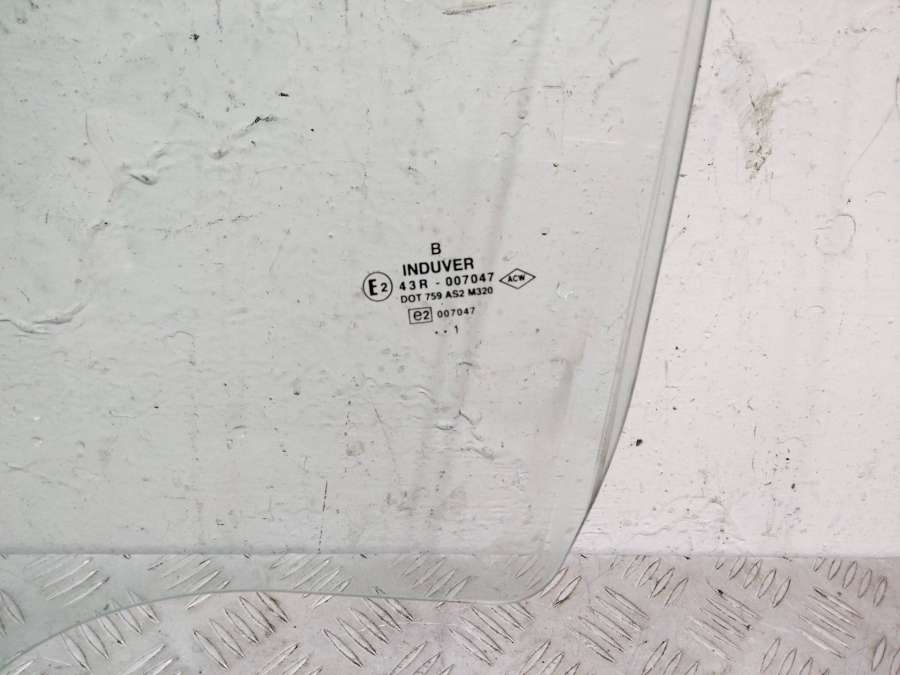 B
INDUVER
E2 43R - 007047 ACW
DOT 759 AS2 M320
e2 007047
. . 1